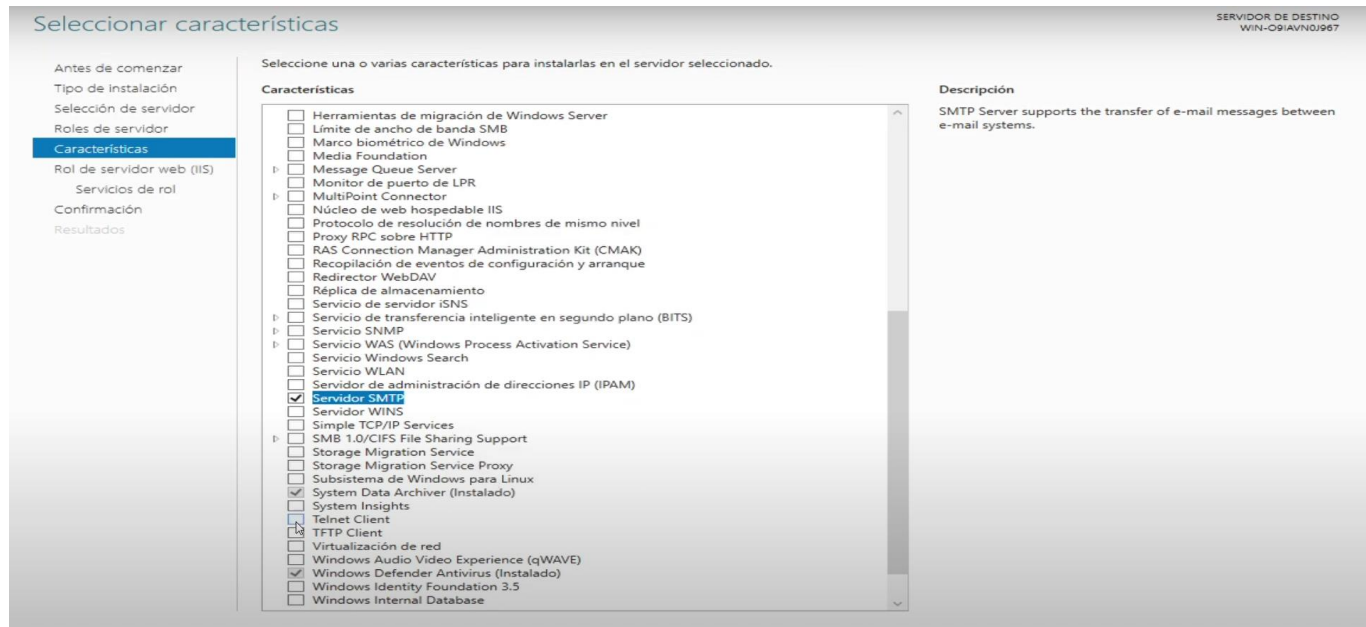 Seleccionar características
SERVIDOR DE DESTINO
WIN-O9IAVN0J967
Antes de comenzar
Tipo de instalación
Selección de servidor
Roles de servidor
Características
Rol de servidor web (IIS)
Servicios de rol
Confirmación
Resultados
Seleccione una o varias características para instalarlas en el servidor seleccionado.
Características
Herramientas de migración de Windows Server
Límite de ancho de banda SMB
Marco biométrico de Windows
Media Foundation
Message Queue Server
Monitor de puerto de LPR
MultiPoint Connector
Núcleo de web hospedable IIS
Protocolo de resolución de nombres de mismo nivel
Proxy RPC sobre HTTP
RAS Connection Manager Administration Kit (CMAK)
Recopilación de eventos de configuración y arranque
Redirector WebDAV
Réplica de almacenamiento
Servicio de servidor iSNS
Servicio de transferencia inteligente en segundo plano (BITS)
Servicio SNMP
Servicio WAS (Windows Process Activation Service)
Servicio Windows Search
Servicio WLAN
Servidor de administración de direcciones IP (IPAM)
Servidor SMTP
Servidor WINS
Simple TCP/IP Services
SMB 1.0/CIFS File Sharing Support
Storage Migration Service
Storage Migration Service Proxy
Subsistema de Windows para Linux
System Data Archiver (Instalado)
System Insights
Telnet Client
TFTP Client
Virtualización de red
Windows Audio Video Experience (qWAVE)
Windows Defender Antivirus (Instalado)
Windows Identity Foundation 3.5
Windows Internal Database
Descripción
SMTP Server supports the transfer of e-mail messages between
e-mail systems.